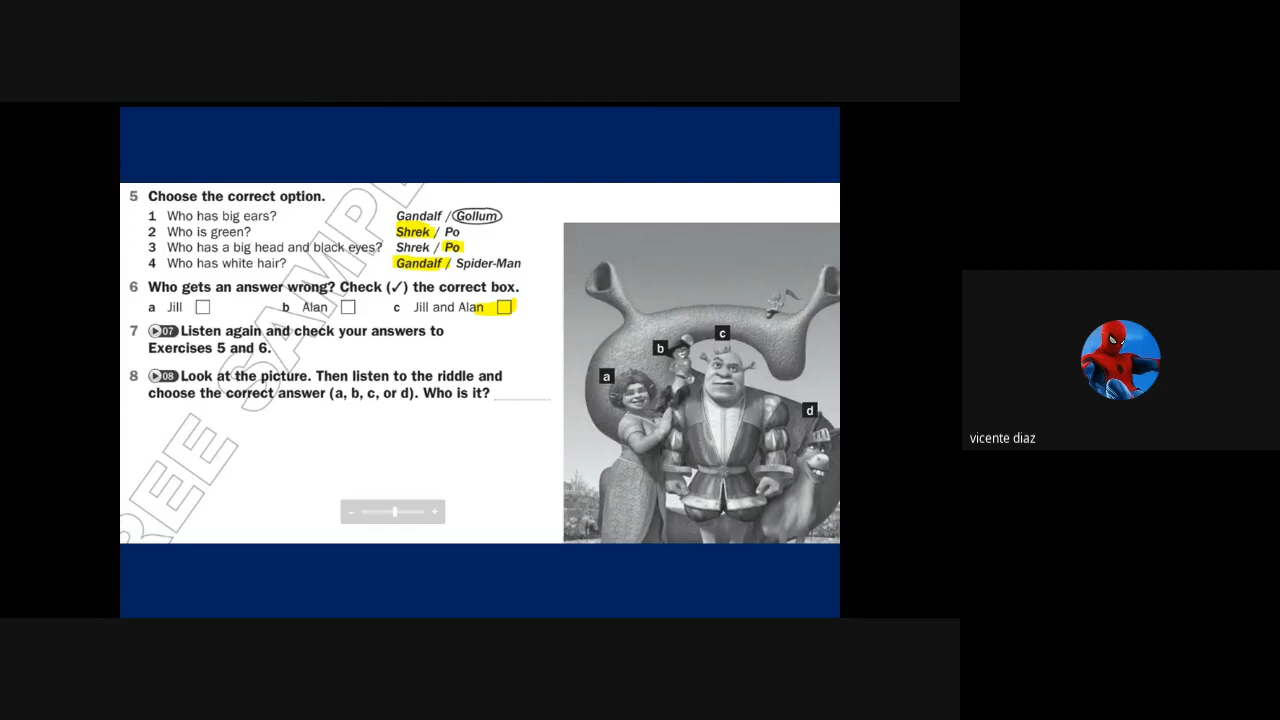 5 Choose the correct option.
1 Who has big ears? Gandalf / Gollum
2 Who is green? Shrek / Po
3 Who has a big head and black eyes? Shrek / Po
4 Who has white hair? Gandalf / Spider-Man
6 Who gets an answer wrong? Check (✓) the correct box.
a Jill b Alan c Jill and Alan
7 07 Listen again and check your answers to
Exercises 5 and 6.
8 08 Look at the picture. Then listen to the riddle and
choose the correct answer (a, b, c, or d). Who is it?
a
b
c
d
vicente diaz